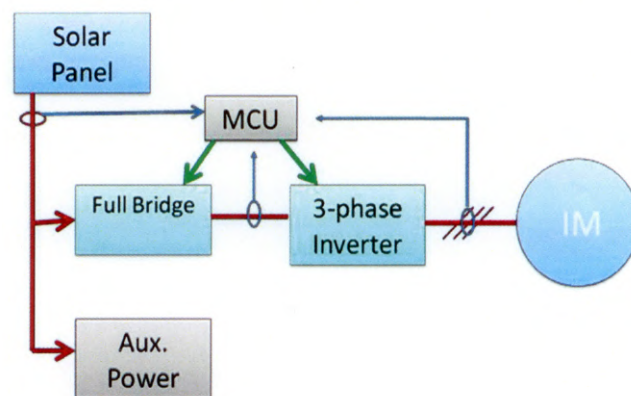 Solar
Panel
MCU
Full Bridge
3-phase
Inverter
IM
Aux.
Power